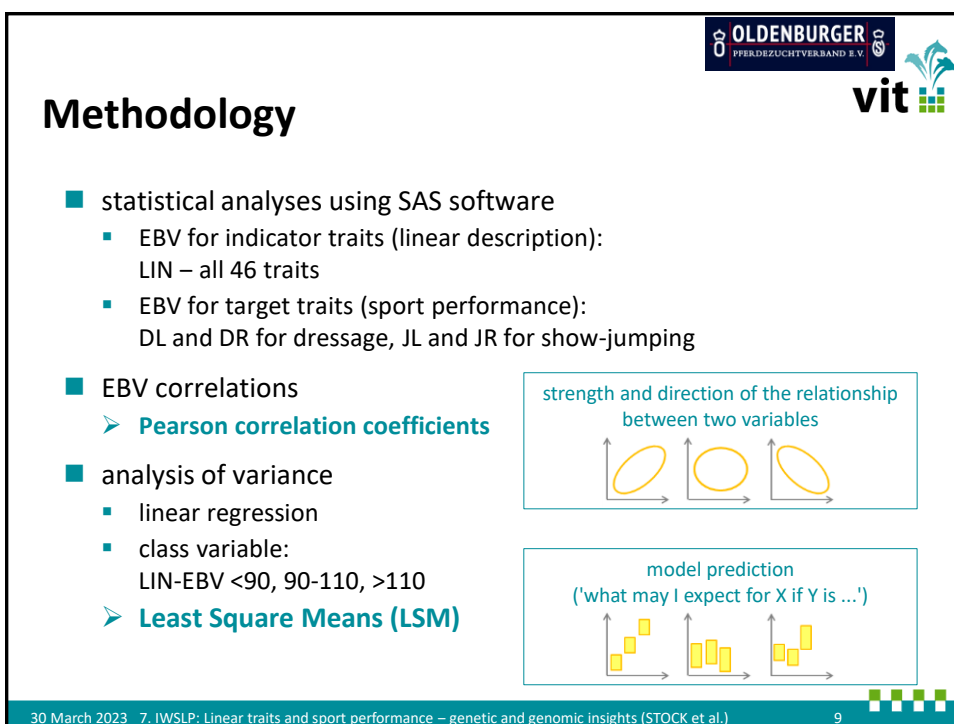 OLDENBURGER
PFERDEZUCHTVERBAND E.V.
vit
Methodology
statistical analyses using SAS software
EBV for indicator traits (linear description):
LIN – all 46 traits
EBV for target traits (sport performance):
DL and DR for dressage, JL and JR for show-jumping
EBV correlations
Pearson correlation coefficients
analysis of variance
linear regression
class variable:
LIN-EBV <90, 90-110, >110
Least Square Means (LSM)
strength and direction of the relationship
between two variables
model prediction
('what may I expect for X if Y is ...')
30 March 2023 7. IWSLP: Linear traits and sport performance – genetic and genomic insights (STOCK et al.) 9